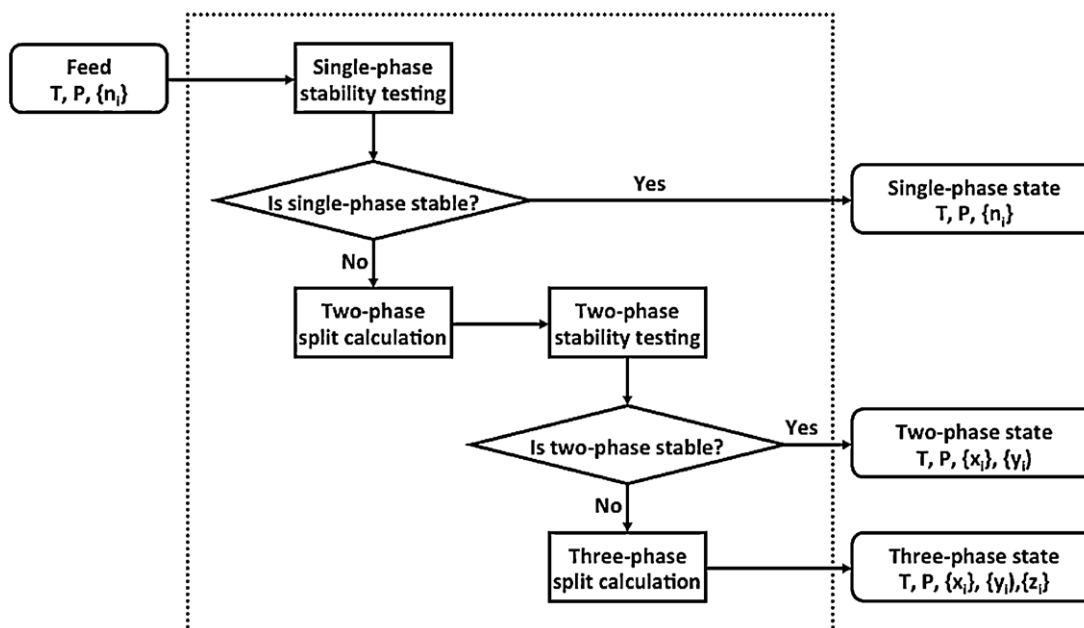 Feed
T, P, {nᵢ}
Single-phase
stability testing
Is single-phase stable?
Yes
Single-phase state
T, P, {nᵢ}
No
Two-phase
split calculation
Two-phase
stability testing
Is two-phase stable?
Yes
Two-phase state
T, P, {xᵢ}, {yᵢ)
No
Three-phase
split calculation
Three-phase state
T, P, {xᵢ}, {yᵢ),{zᵢ}